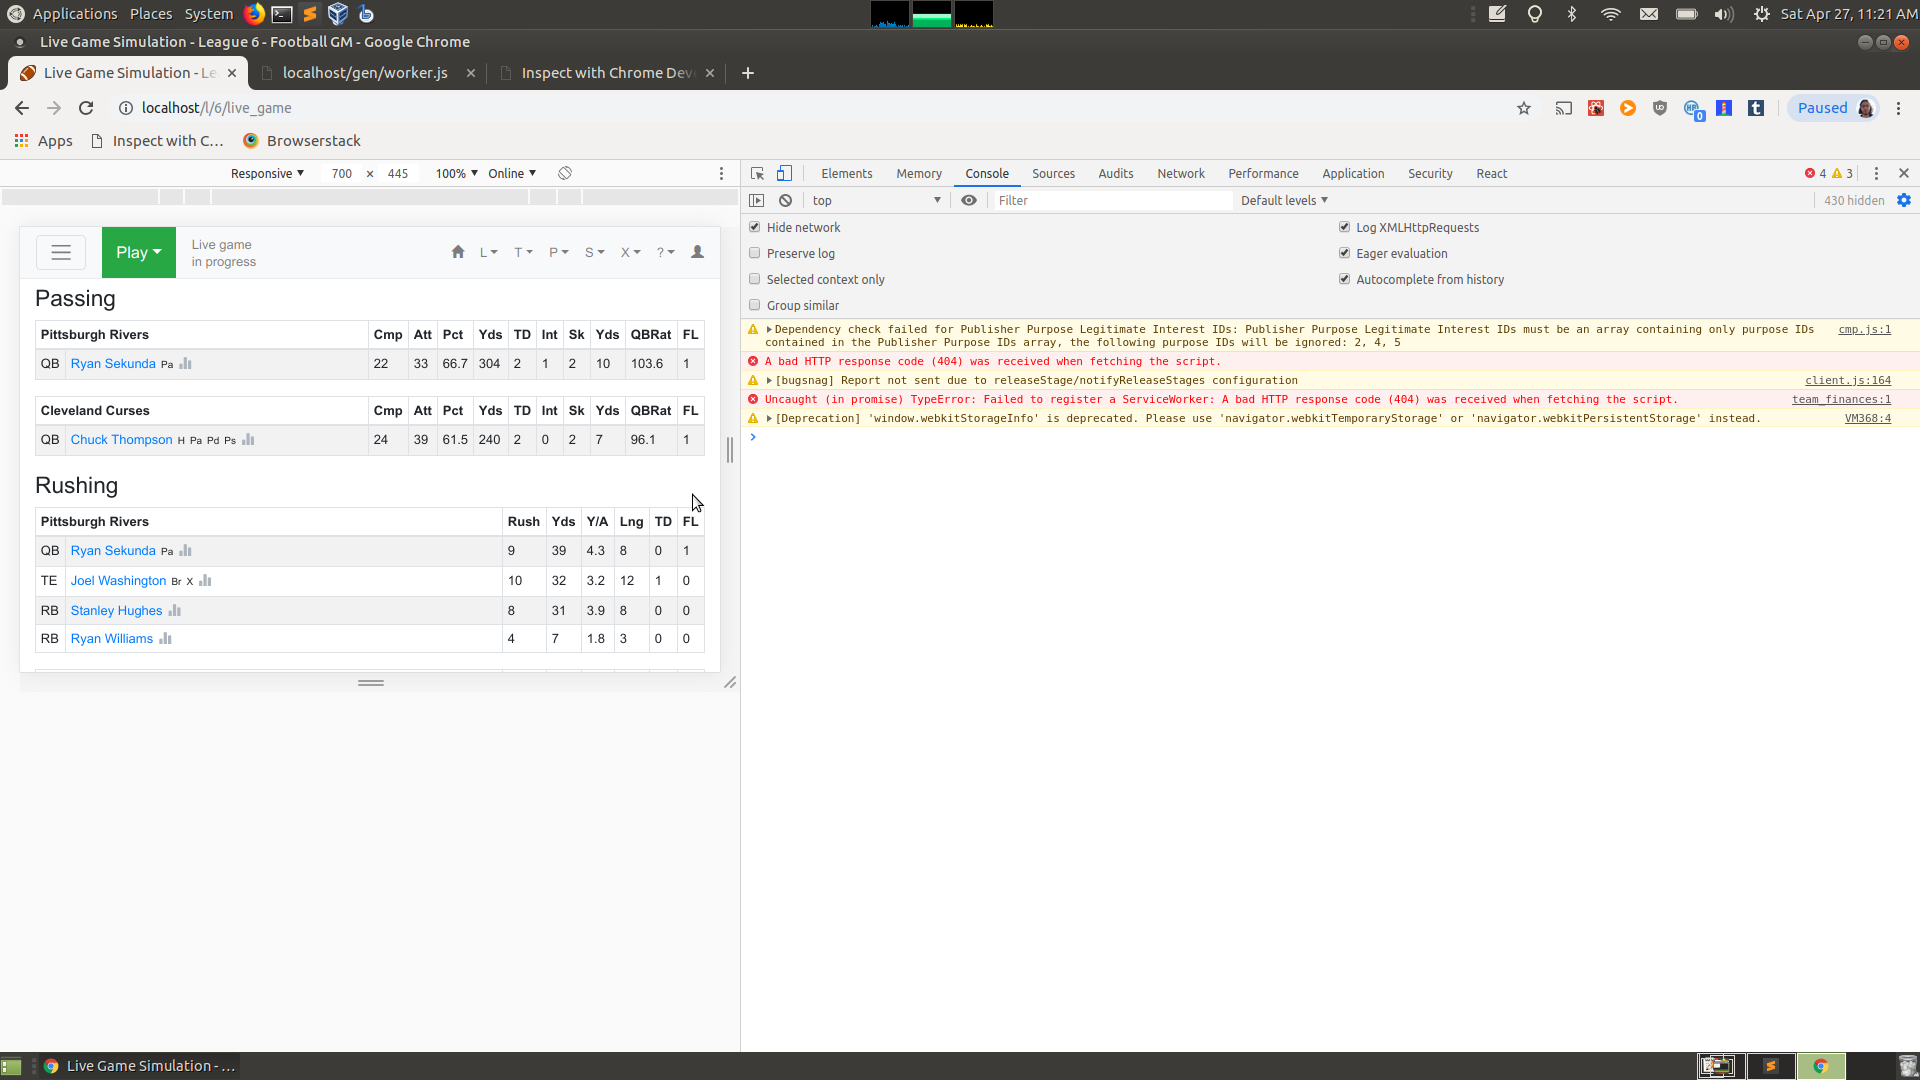 Applications Places System Sat Apr 27, 11:21 AM
Live Game Simulation - League 6 - Football GM - Google Chrome
Live Game Simulation - Le localhost/gen/worker.js Inspect with Chrome Dev
localhost/l/6/live_game Paused
Apps Inspect with C... Browserstack
Responsive 700 × 445 100% Online
Elements Memory Console Sources Audits Network Performance Application Security React 4 3
top Filter Default levels 430 hidden
Hide network Log XMLHttpRequests
Preserve log Eager evaluation
Selected context only Autocomplete from history
Group similar
Play Live game in progress L T P S X ?
Passing
Pittsburgh Rivers Cmp Att Pct Yds TD Int Sk Yds QBRat FL
QB Ryan Sekunda Pa 22 33 66.7 304 2 1 2 10 103.6 1
Cleveland Curses Cmp Att Pct Yds TD Int Sk Yds QBRat FL
QB Chuck Thompson H Pa Pd Ps 24 39 61.5 240 2 0 2 7 96.1 1
Rushing
Pittsburgh Rivers Rush Yds Y/A Lng TD FL
QB Ryan Sekunda Pa 9 39 4.3 8 0 1
TE Joel Washington Br X 10 32 3.2 12 1 0
RB Stanley Hughes 8 31 3.9 8 0 0
RB Ryan Williams 4 7 1.8 3 0 0
Dependency check failed for Publisher Purpose Legitimate Interest IDs: Publisher Purpose Legitimate Interest IDs must be an array containing only purpose IDs cmp.js:1
contained in the Publisher Purpose IDs array, the following purpose IDs will be ignored: 2, 4, 5
A bad HTTP response code (404) was received when fetching the script.
[bugsnag] Report not sent due to releaseStage/notifyReleaseStages configuration client.js:164
Uncaught (in promise) TypeError: Failed to register a ServiceWorker: A bad HTTP response code (404) was received when fetching the script. team_finances:1
[Deprecation] 'window.webkitStorageInfo' is deprecated. Please use 'navigator.webkitTemporaryStorage' or 'navigator.webkitPersistentStorage' instead. VM368:4
Live Game Simulation - ...